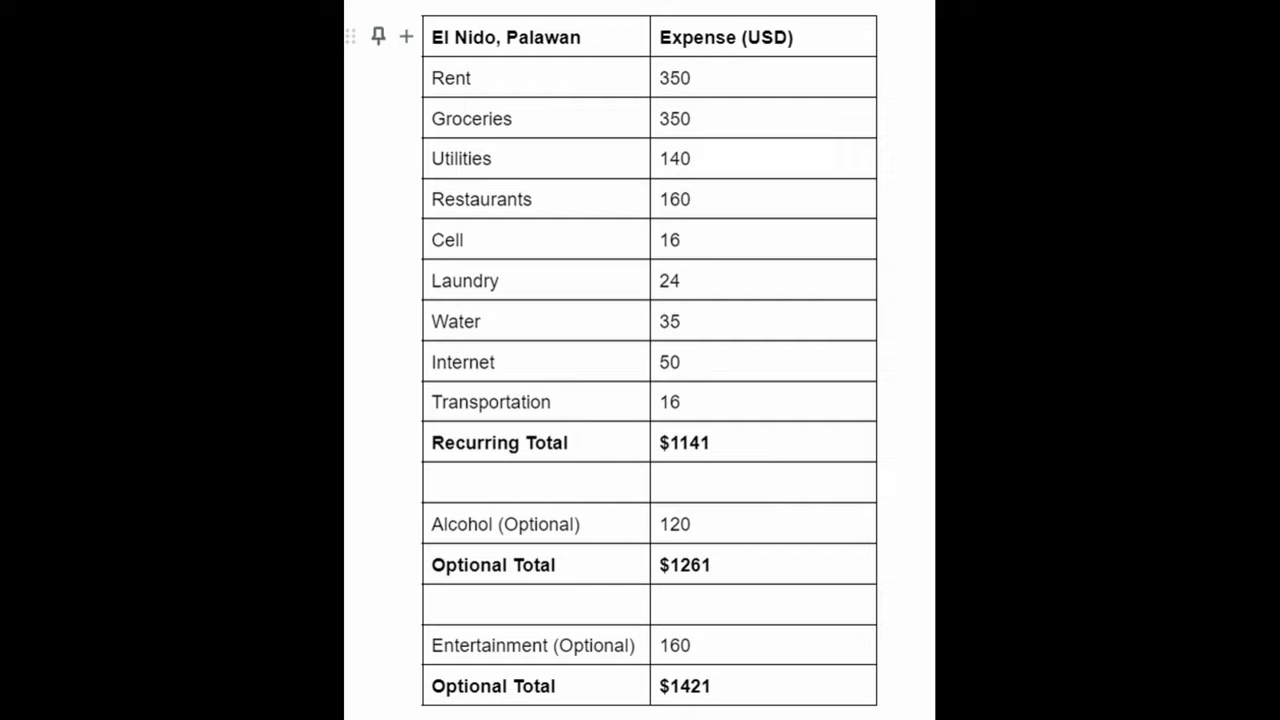 El Nido, Palawan Expense (USD)
Rent 350
Groceries 350
Utilities 140
Restaurants 160
Cell 16
Laundry 24
Water 35
Internet 50
Transportation 16
Recurring Total $1141
Alcohol (Optional) 120
Optional Total $1261
Entertainment (Optional) 160
Optional Total $1421